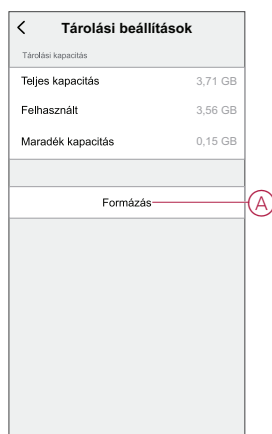 Tárolási beállítások
Tárolási kapacitás
Teljes kapacitás 3,71 GB
Felhasznált 3,56 GB
Maradék kapacitás 0,15 GB
Formázás A